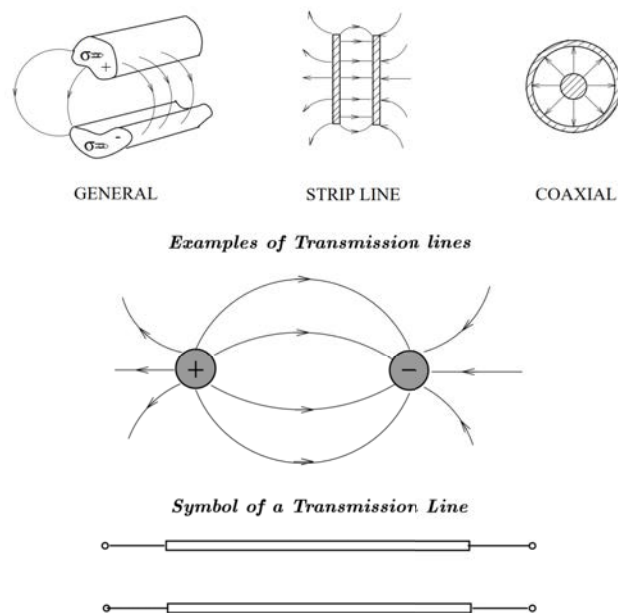 σ=∞ +
σ=∞ -
GENERAL STRIP LINE COAXIAL
Examples of Transmission lines
+ −
Symbol of a Transmission Line